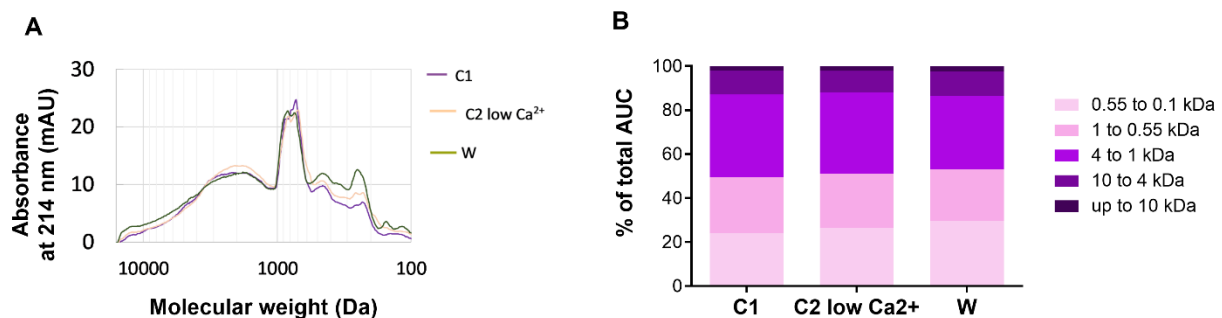 A
Absorbance
at 214 nm (mAU)
30
20
10
0
10000
1000
100
Molecular weight (Da)
C1
C2 low Ca²⁺
W
B
% of total AUC
100
80
60
40
20
0
C1
C2 low Ca2+
W
0.55 to 0.1 kDa
1 to 0.55 kDa
4 to 1 kDa
10 to 4 kDa
up to 10 kDa